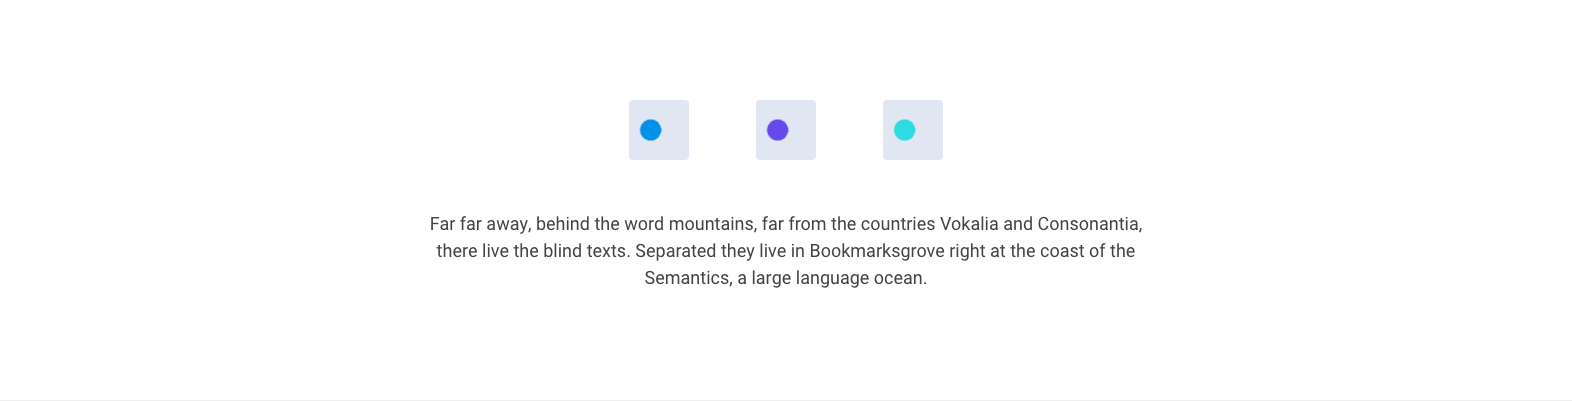 Far far away, behind the word mountains, far from the countries Vokalia and Consonantia,
there live the blind texts. Separated they live in Bookmarksgrove right at the coast of the
Semantics, a large language ocean.